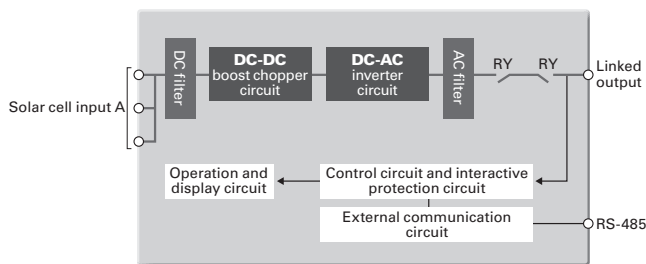 Solar cell input A
DC filter
DC-DC
boost chopper
circuit
DC-AC
inverter
circuit
AC filter
RY RY
Linked
output
Operation and
display circuit
Control circuit and interactive
protection circuit
External communication
circuit
RS-485